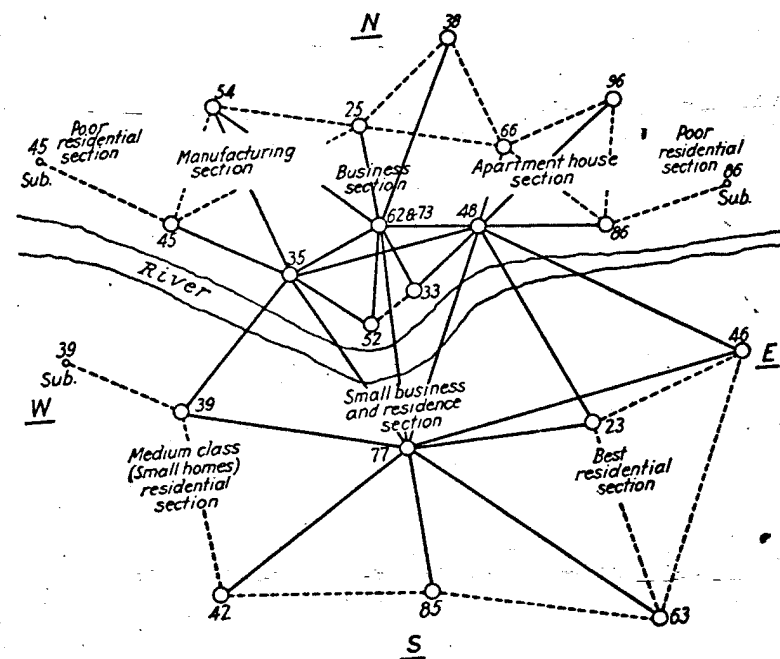 N
38
54
96
25
66
Poor
residential
section
45
Sub.
Manufacturing
section
Business
section
Apartment house
section
Poor
residential
section
86
Sub.
45
62&73
48
86
35
River
33
52
39
Sub.
46
E
W
39
Small business
and residence
section
23
77
Medium class
(Small homes)
residential
section
Best
residential
section
42
85
63
S